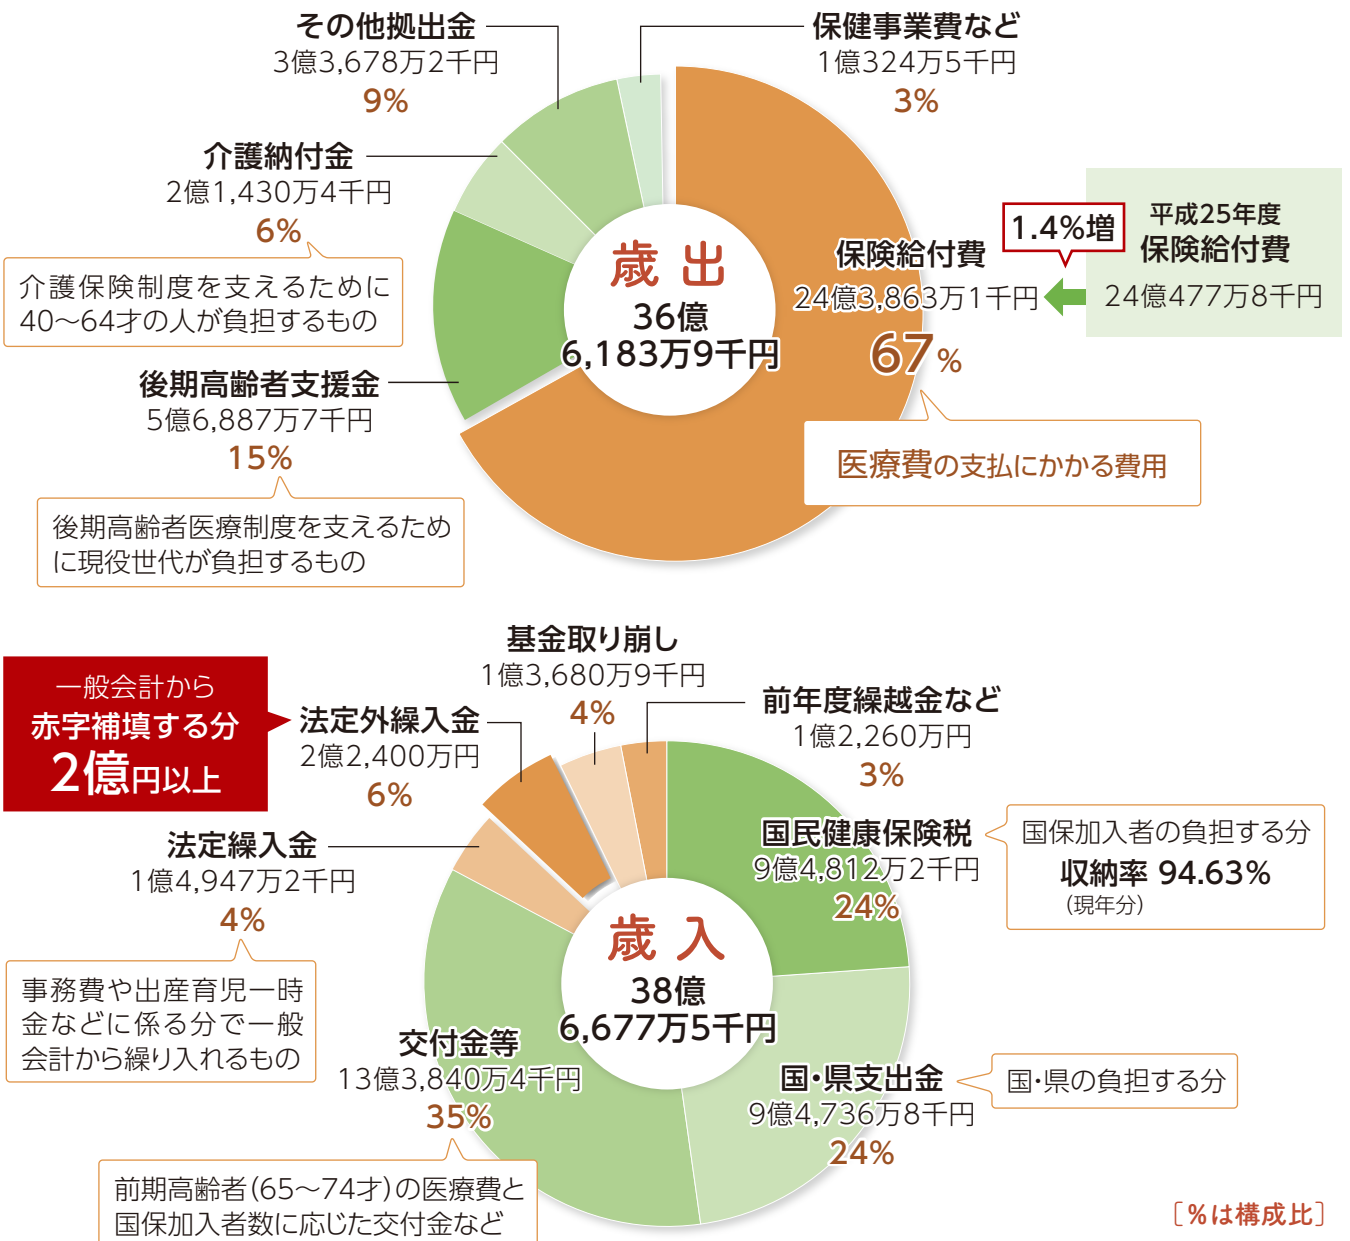 その他拠出金
3億3,678万2千円
9%
保健事業費など
1億324万5千円
3%
介護納付金
2億1,430万4千円
6%
介護保険制度を支えるために
40～64才の人が負担するもの
後期高齢者支援金
5億6,887万7千円
15%
後期高齢者医療制度を支えるため
に現役世代が負担するもの
歳出
36億
6,183万9千円
保険給付費
24億3,863万1千円
67%
1.4%増
平成25年度
保険給付費
24億477万8千円
医療費の支払にかかる費用
基金取り崩し
1億3,680万9千円
4%
前年度繰越金など
1億2,260万円
3%
一般会計から
赤字補填する分
2億円以上
法定外繰入金
2億2,400万円
6%
法定繰入金
1億4,947万2千円
4%
事務費や出産育児一時
金などに係る分で一般
会計から繰り入れるもの
国民健康保険税
9億4,812万2千円
24%
国保加入者の負担する分
収納率 94.63%
（現年分）
歳入
38億
6,677万5千円
交付金等
13億3,840万4千円
35%
前期高齢者（65～74才）の医療費と
国保加入者数に応じた交付金など
国・県支出金
9億4,736万8千円
24%
国・県の負担する分
［%は構成比］